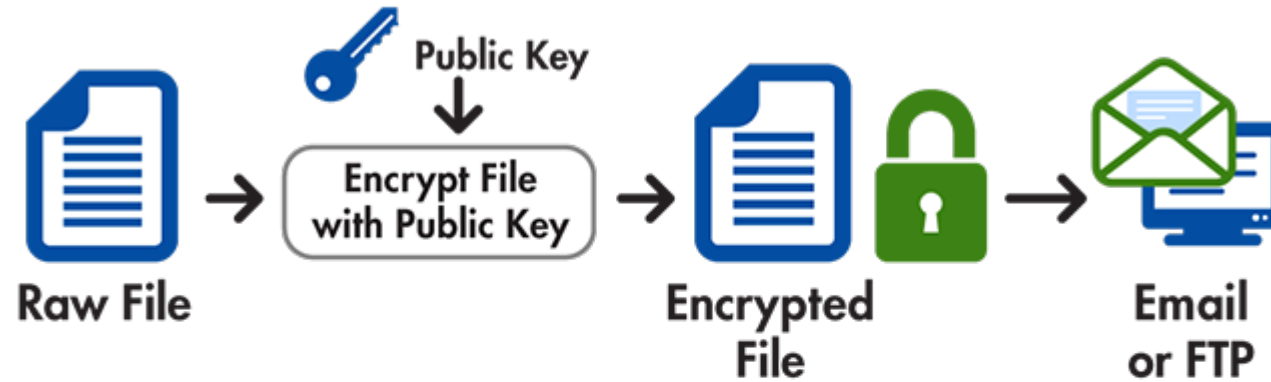 Public Key
Encrypt File
with Public Key
Raw File
Encrypted
File
Email
or FTP